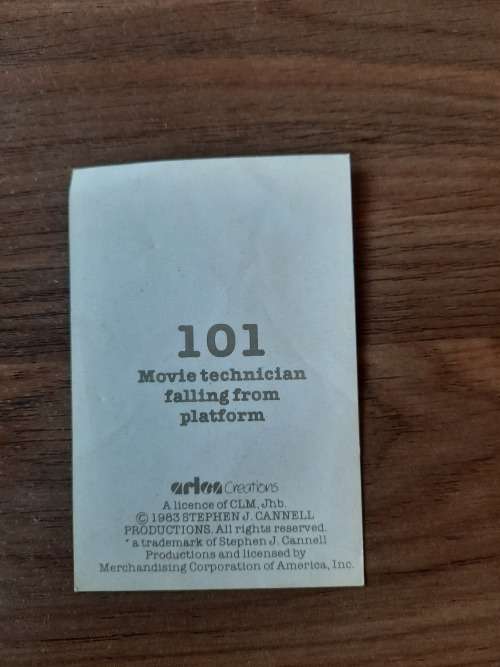 101
Movie technician
falling from
platform
arica Creations
A licence of CLM, Jhb.
© 1983 STEPHEN J. CANNELL
PRODUCTIONS. All rights reserved.
* a trademark of Stephen J. Cannell
Productions and licensed by
Merchandising Corporation of America, Inc.